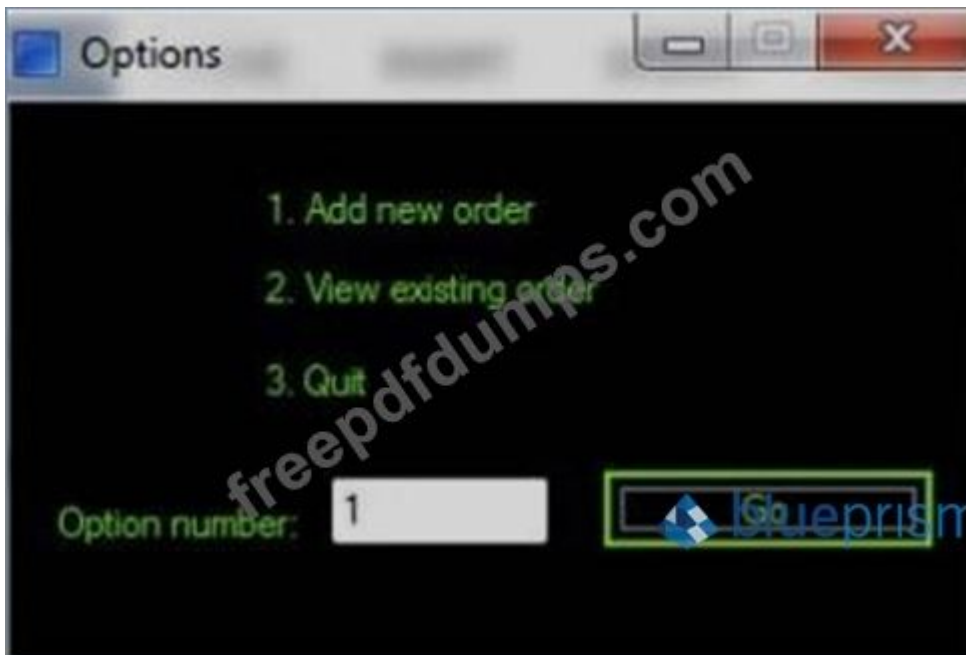 Options
1. Add new order
2. View existing order
3. Quit
freepdfdumps.com
Option number: 1 Go
blueprism